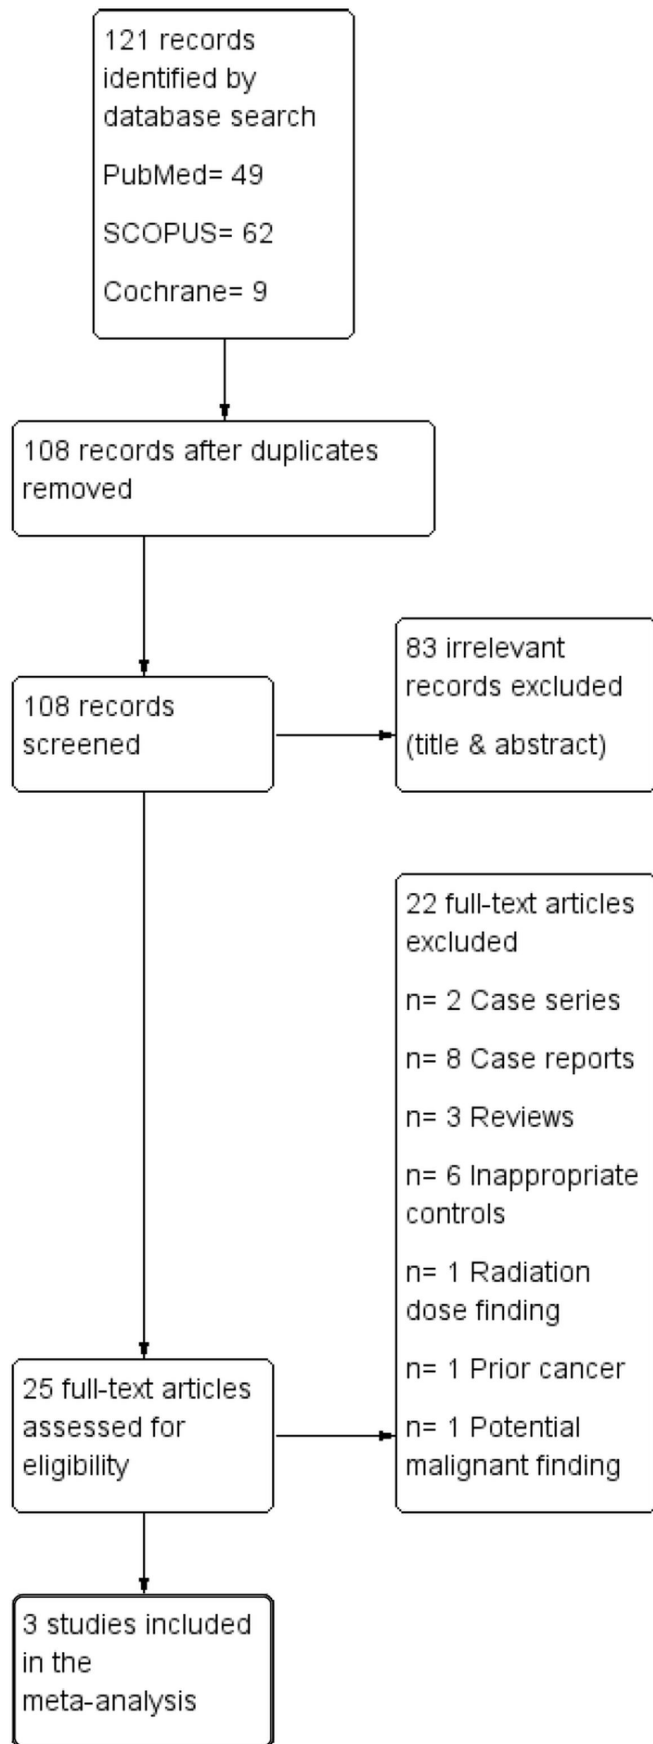 121 records
identified by
database search
PubMed= 49
SCOPUS= 62
Cochrane= 9
108 records after duplicates
removed
108 records
screened
83 irrelevant
records excluded
(title & abstract)
22 full-text articles
excluded
n= 2 Case series
n= 8 Case reports
n= 3 Reviews
n= 6 Inappropriate
controls
n= 1 Radiation
dose finding
n= 1 Prior cancer
n= 1 Potential
malignant finding
25 full-text articles
assessed for
eligibility
3 studies included
in the
meta-analysis